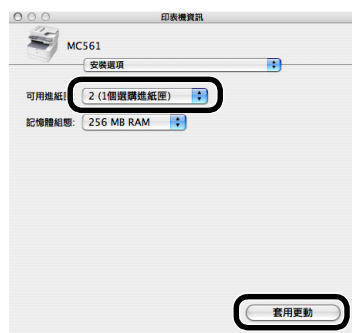 印表機資訊
MC561
安裝選項
可用進紙匣: 2 (1個選購進紙匣)
記憶體組態: 256 MB RAM
套用更動